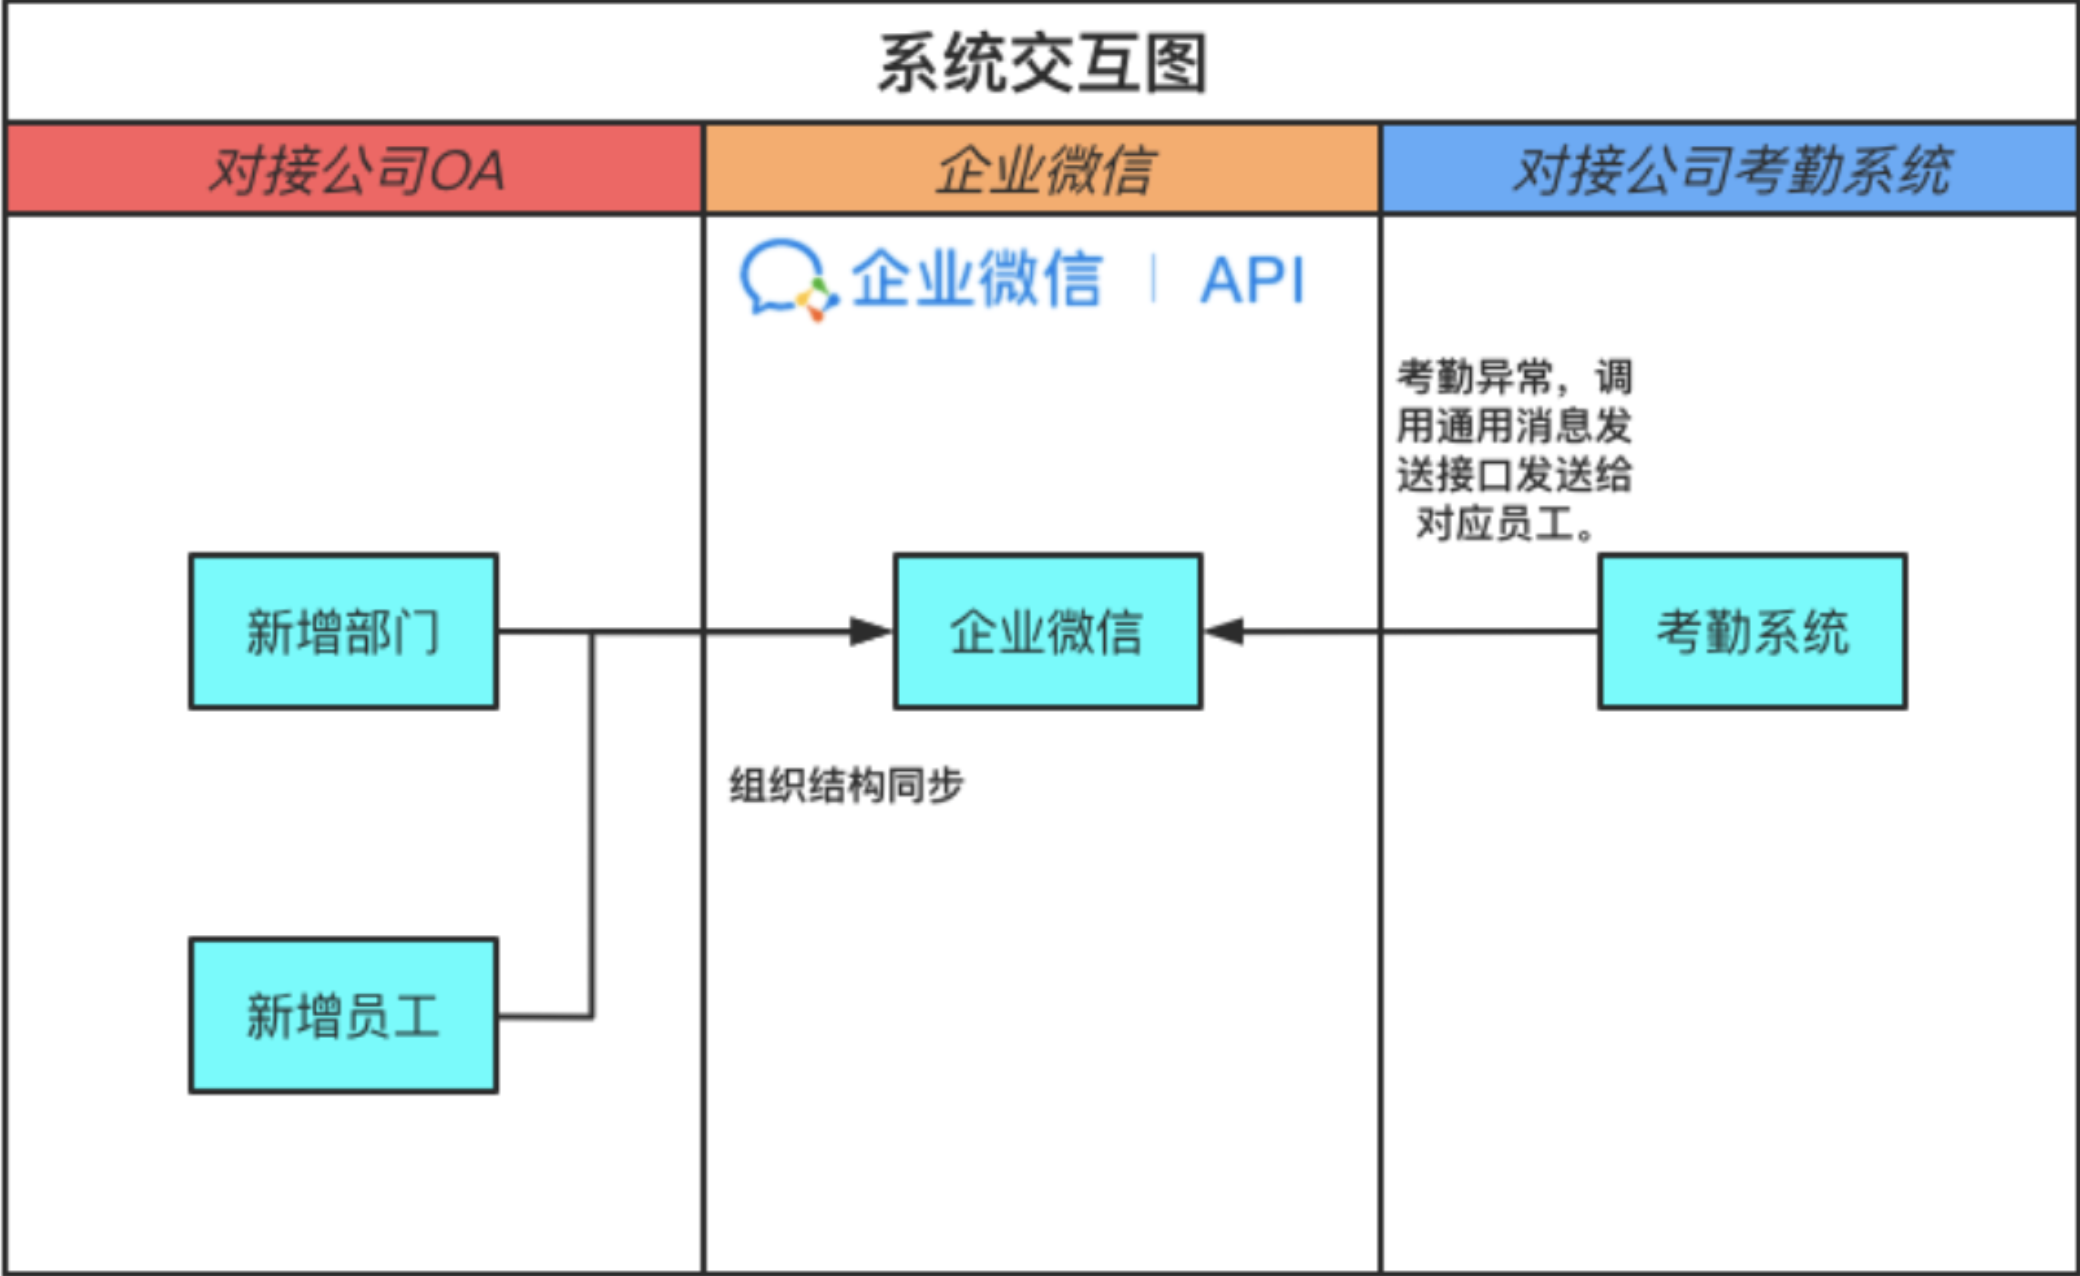 系统交互图
对接公司OA
企业微信
对接公司考勤系统
企业微信 | API
考勤异常，调
用通用消息发
送接口发送给
对应员工。
新增部门
企业微信
考勤系统
组织结构同步
新增员工